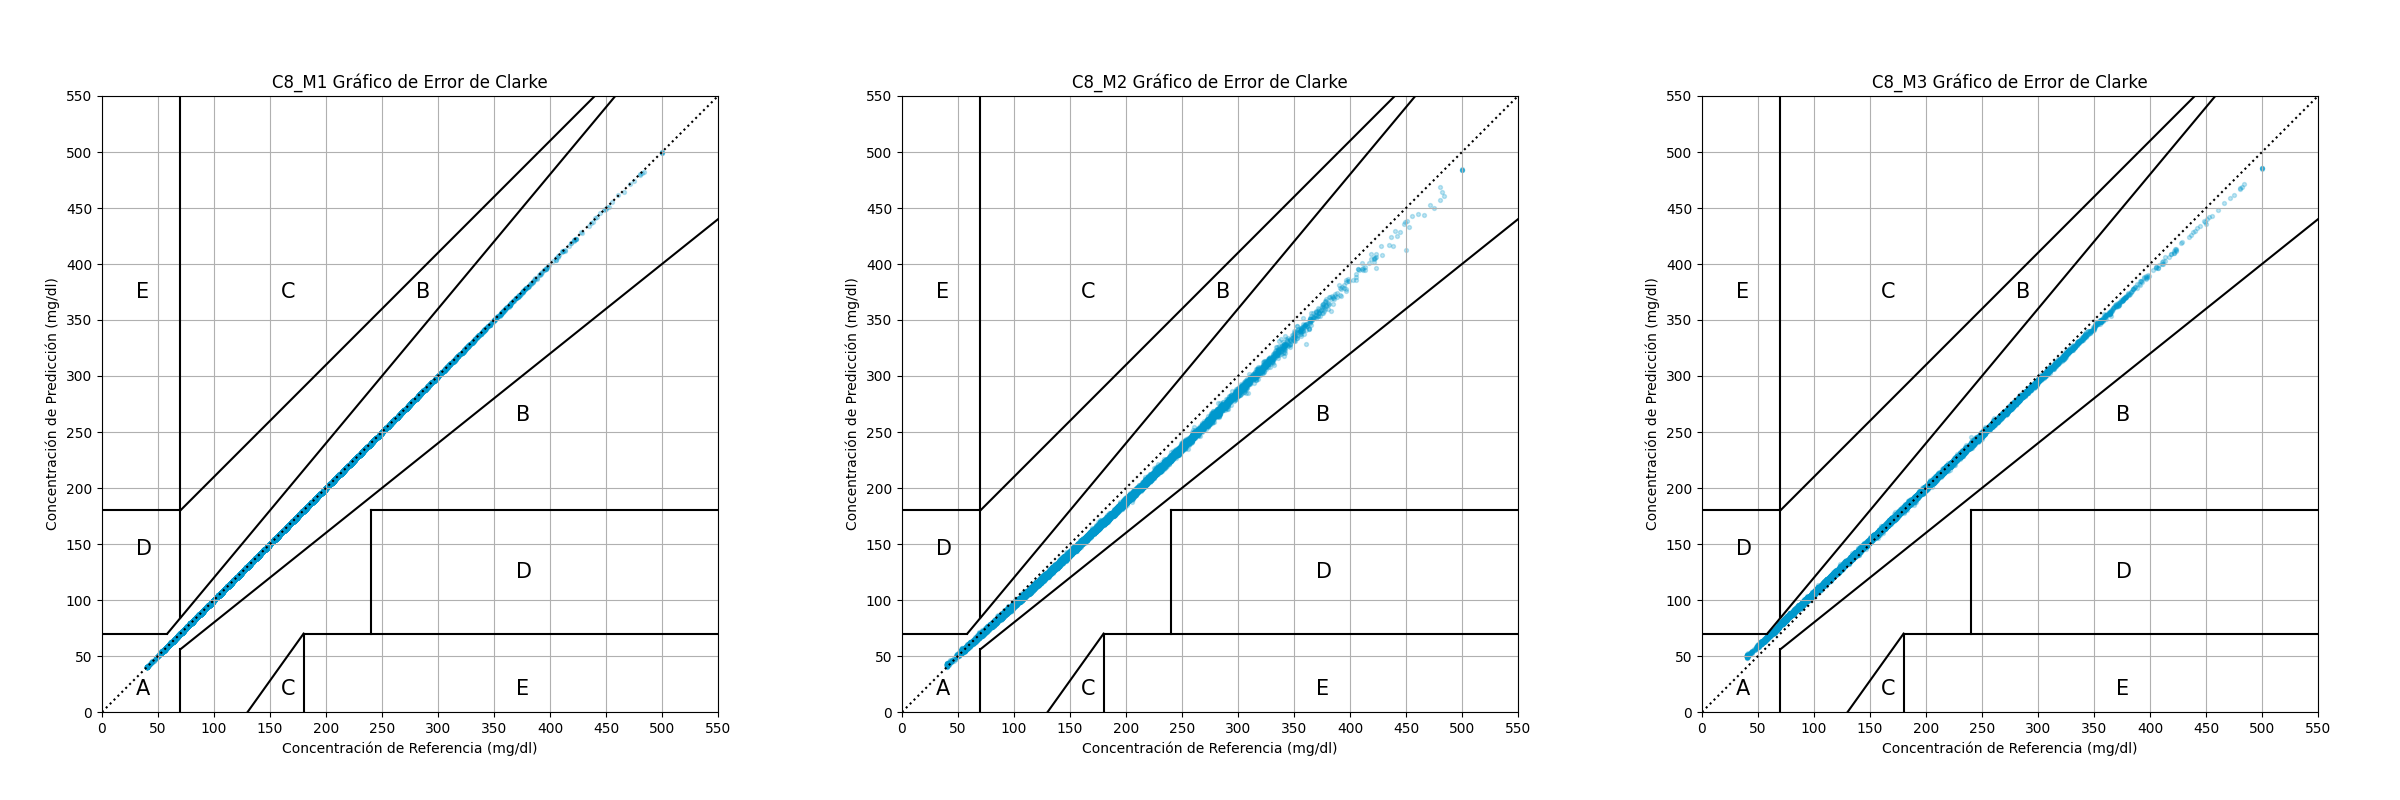 C8_M1 Gráfico de Error de Clarke
Concentración de Predicción (mg/dl)
550
500
450
400
350
300
250
200
150
100
50
0
E
C
B
B
D
D
A
C
E
0 50 100 150 200 250 300 350 400 450 500 550
Concentración de Referencia (mg/dl)
C8_M2 Gráfico de Error de Clarke
Concentración de Predicción (mg/dl)
550
500
450
400
350
300
250
200
150
100
50
0
E
C
B
B
D
D
A
C
E
0 50 100 150 200 250 300 350 400 450 500 550
Concentración de Referencia (mg/dl)
C8_M3 Gráfico de Error de Clarke
Concentración de Predicción (mg/dl)
550
500
450
400
350
300
250
200
150
100
50
0
E
C
B
B
D
D
A
C
E
0 50 100 150 200 250 300 350 400 450 500 550
Concentración de Referencia (mg/dl)